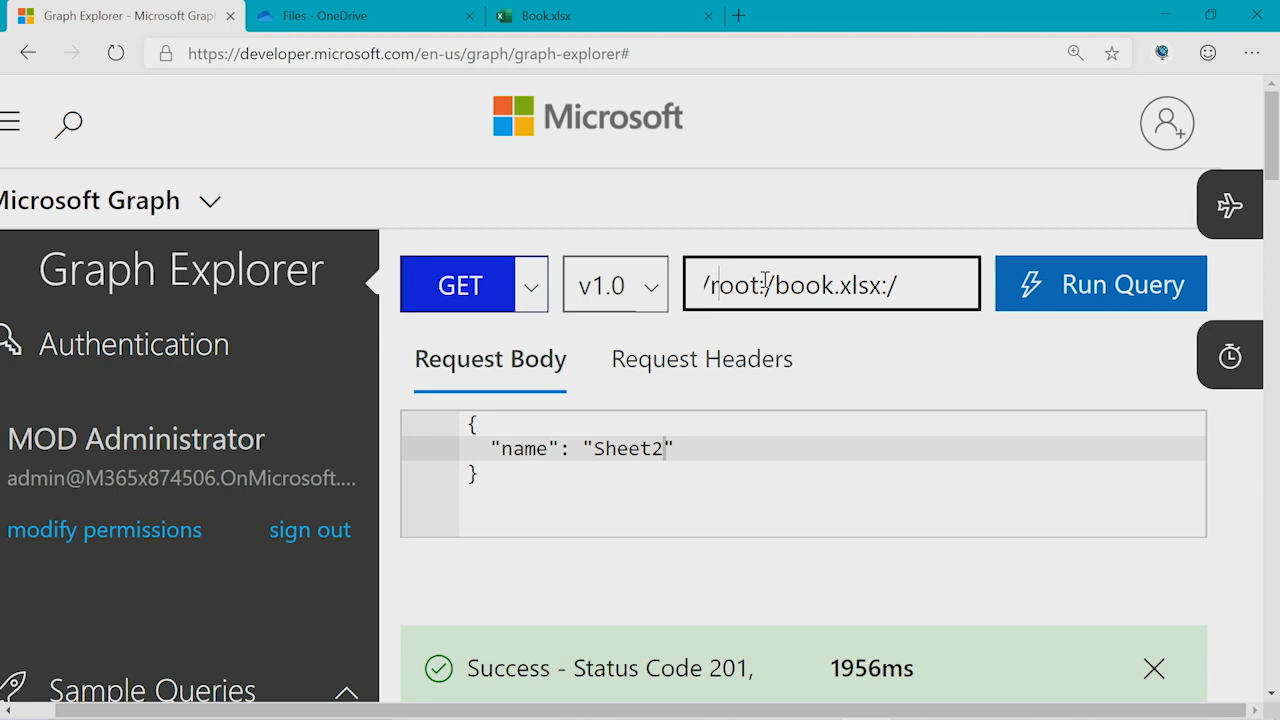 Graph Explorer - Microsoft Grap
Files - OneDrive
Book.xlsx
https://developer.microsoft.com/en-us/graph/graph-explorer#
Microsoft
Microsoft Graph
Graph Explorer
GET
v1.0
/root:/book.xlsx:/
Run Query
Request Body
Request Headers
Authentication
{
"name": "Sheet2"
}
MOD Administrator
admin@M365x874506.OnMicrosoft....
modify permissions
sign out
Success - Status Code 201,
1956ms
Sample Queries